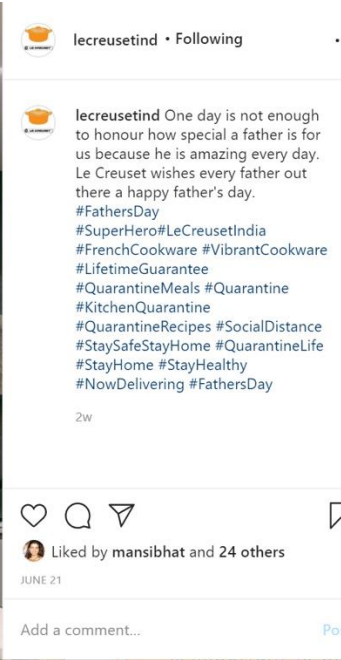 lecreusetind • Following
lecreusetind One day is not enough
to honour how special a father is for
us because he is amazing every day.
Le Creuset wishes every father out
there a happy father's day.
#FathersDay
#SuperHero#LeCreusetIndia
#FrenchCookware #VibrantCookware
#LifetimeGuarantee
#QuarantineMeals #Quarantine
#KitchenQuarantine
#QuarantineRecipes #SocialDistance
#StaySafeStayHome #QuarantineLife
#StayHome #StayHealthy
#NowDelivering #FathersDay
2w
Liked by mansibhat and 24 others
JUNE 21
Add a comment...